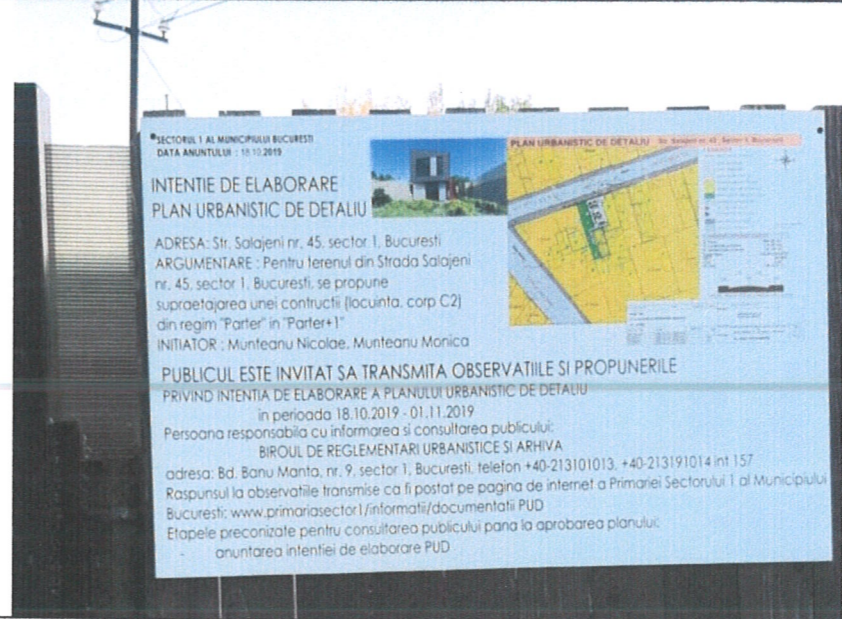 SECTORUL 1 AL MUNICIPIULUI BUCURESTI
DATA ANUNTULUI : 18.10.2019
INTENTIE DE ELABORARE
PLAN URBANISTIC DE DETALIU
PLAN URBANISTIC DE DETALIU
ADRESA: Str. Salajeni nr. 45, sector 1, Bucuresti
ARGUMENTARE : Pentru terenul din Strada Salajeni
nr. 45, sector 1, Bucuresti, se propune
supraetajarea unei contructii (locuinta, corp C2)
din regim "Parter" in "Parter+1"
INITIATOR : Munteanu Nicolae, Munteanu Monica
PUBLICUL ESTE INVITAT SA TRANSMITA OBSERVATIILE SI PROPUNERILE
PRIVIND INTENTIA DE ELABORARE A PLANULUI URBANISTIC DE DETALIU
in perioada 18.10.2019 - 01.11.2019
Persoana responsabila cu informarea si consultarea publicului:
BIROUL DE REGLEMENTARI URBANISTICE SI ARHIVA
adresa: Bd. Banu Manta, nr. 9, sector 1, Bucuresti, telefon +40-213101013, +40-213191014 int 157
Raspunsul la observatiile transmise ca fi postat pe pagina de internet a Primariei Sectorului 1 al Municipiului
Bucuresti: www.primariasector1/informatii/documentatii PUD
Etapele preconizate pentru consultarea publicului pana la aprobarea planului:
- anuntarea intentiei de elaborare PUD